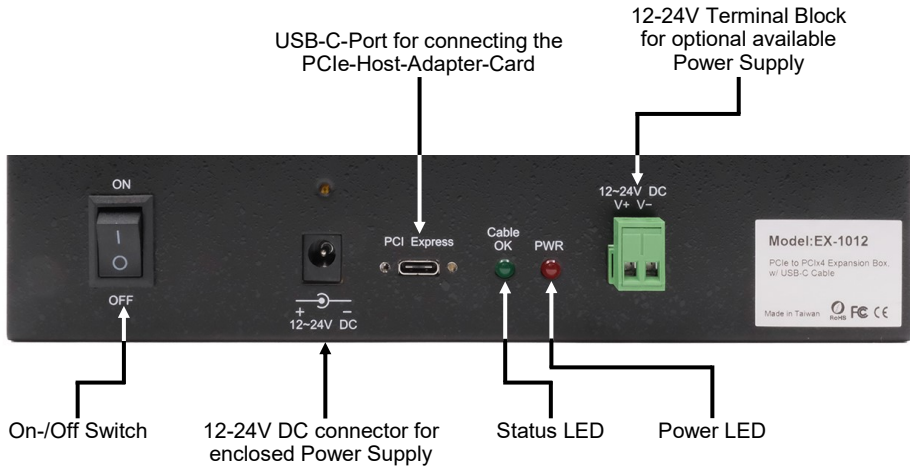 12-24V Terminal Block
for optional available
Power Supply
USB-C-Port for connecting the
PCIe-Host-Adapter-Card
ON
OFF
+ −
12~24V DC
PCI Express
Cable
OK
PWR
12~24V DC
V+ V−
Model:EX-1012
PCIe to PCIx4 Expansion Box,
w/ USB-C Cable
Made in Taiwan RoHS FC CE
On-/Off Switch
12-24V DC connector for
enclosed Power Supply
Status LED
Power LED